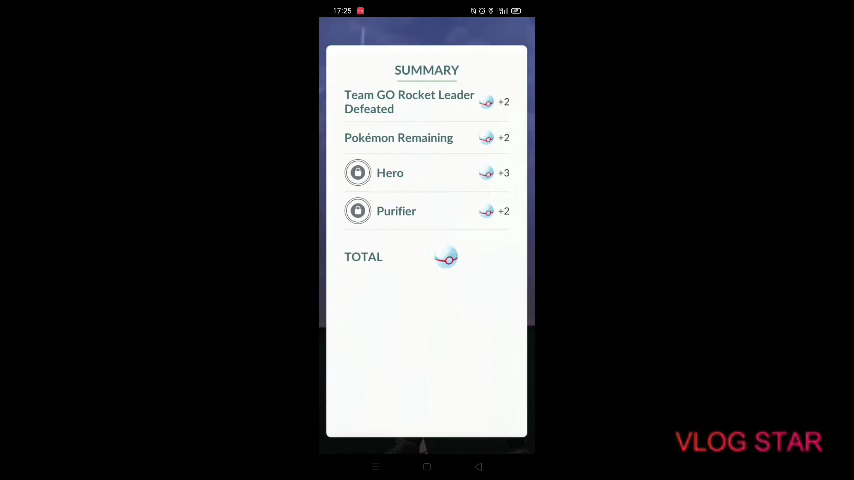 17:25
SUMMARY
Team GO Rocket Leader
Defeated
+2
Pokémon Remaining +2
Hero +3
Purifier +2
TOTAL
VLOG STAR